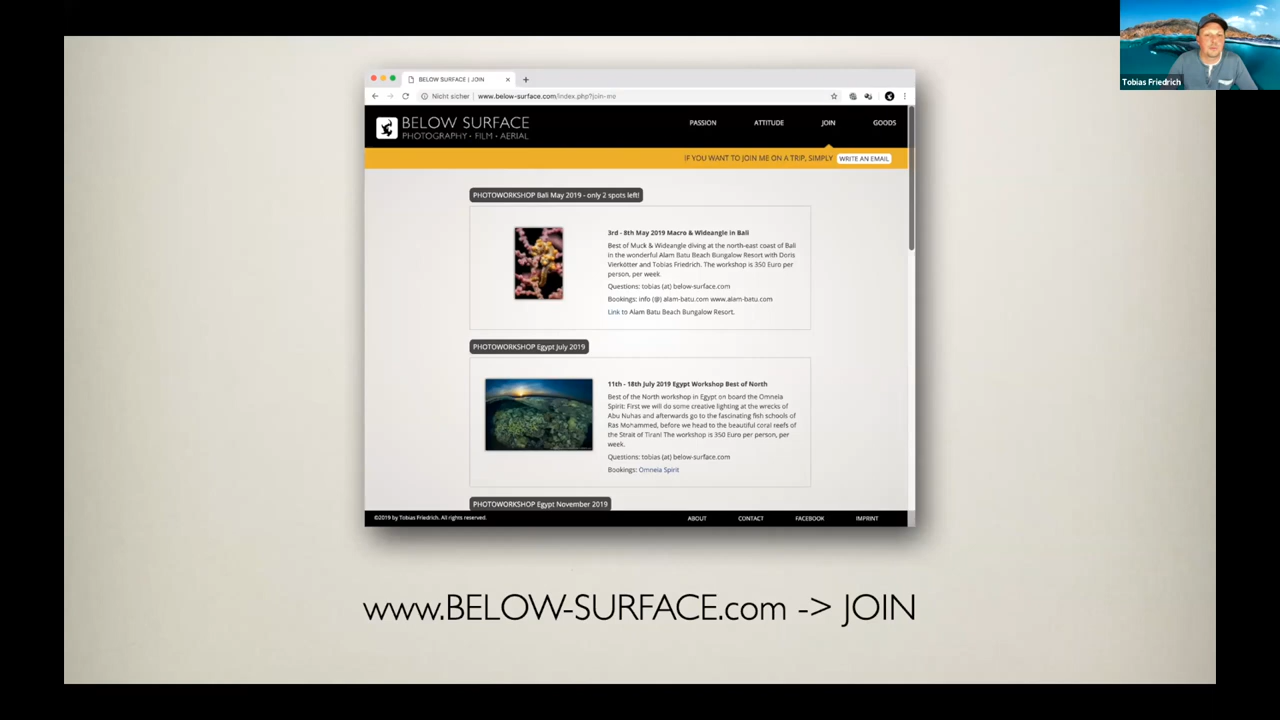 Tobias Friedrich
BELOW SURFACE | JOIN
Nicht sicher | www.below-surface.com/index.php?join-me
BELOW SURFACE
PHOTOGRAPHY • FILM • AERIAL
PASSION ATTITUDE JOIN GOODS
IF YOU WANT TO JOIN ME ON A TRIP, SIMPLY WRITE AN EMAIL
PHOTOWORKSHOP Bali May 2019 - only 2 spots left!
3rd - 8th May 2019 Macro & Wideangle in Bali
Best of Muck & Wideangle diving at the north-east coast of Bali
in the wonderful Alam Batu Beach Bungalow Resort with Doris
Vierkötter and Tobias Friedrich. The workshop is 350 Euro per
person, per week.
Questions: tobias (at) below-surface.com
Bookings: info (@) alam-batu.com www.alam-batu.com
Link to Alam Batu Beach Bungalow Resort.
PHOTOWORKSHOP Egypt July 2019
11th - 18th July 2019 Egypt Workshop Best of North
Best of the North workshop in Egypt on board the Omneia
Spirit: First we will do some creative lighting at the wrecks of
Abu Nuhas and afterwards go to the fascinating fish schools of
Ras Mohammed, before we head to the beautiful coral reefs of
the Strait of Tiran! The workshop is 350 Euro per person, per
week.
Questions: tobias (at) below-surface.com
Bookings: Omneia Spirit
PHOTOWORKSHOP Egypt November 2019
©2019 by Tobias Friedrich. All rights reserved.
ABOUT CONTACT FACEBOOK IMPRINT
www.BELOW-SURFACE.com -> JOIN